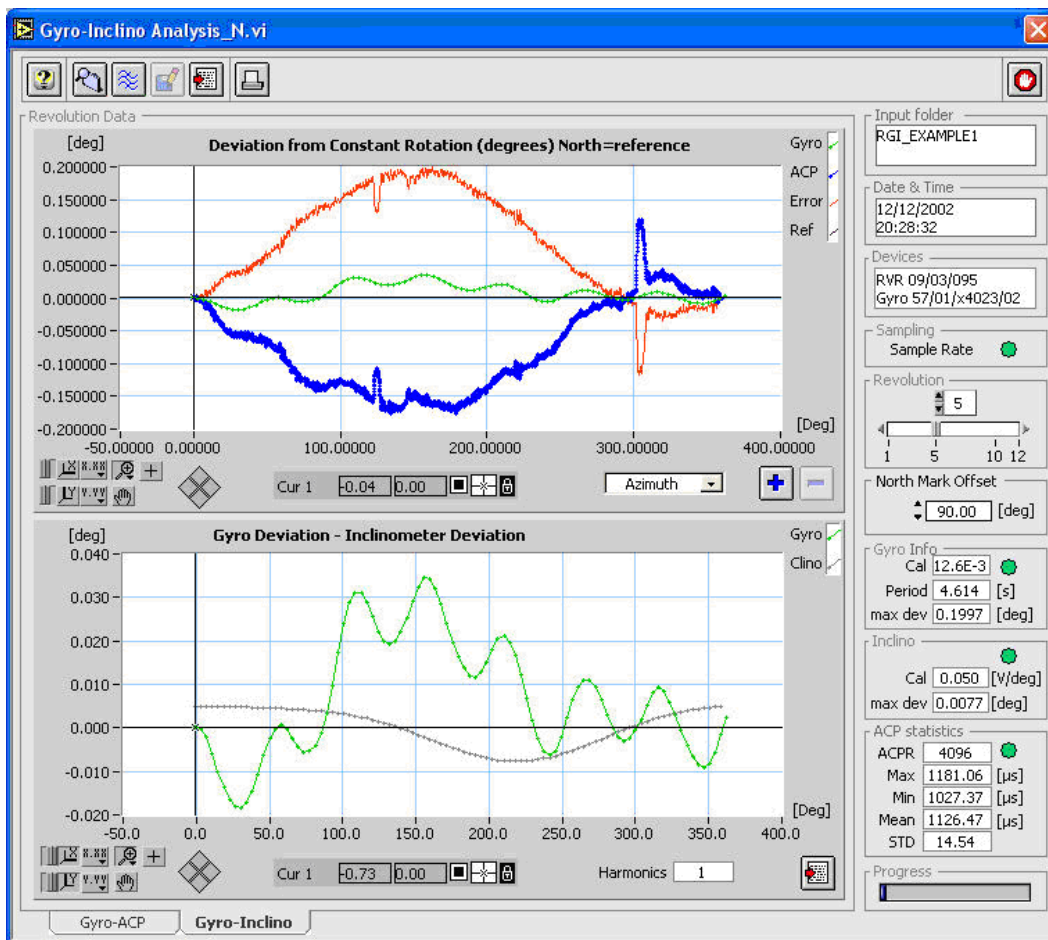 Gyro-Inclino Analysis_N.vi
Revolution Data
[deg]
Deviation from Constant Rotation (degrees) North=reference
Gyro
ACP
Error
Ref
0.200000
0.150000
0.100000
0.050000
0.000000
-0.050000
-0.100000
-0.150000
-0.200000
[Deg]
-50.00000 0.00000 100.00000 200.00000 300.00000 400.00000
Cur 1 -0.04 0.00
Azimuth
[deg]
Gyro Deviation - Inclinometer Deviation
Gyro
Clino
0.040
0.030
0.020
0.010
0.000
-0.010
-0.020
[Deg]
-50.0 0.0 50.0 100.0 150.0 200.0 250.0 300.0 350.0 400.0
Cur 1 -0.73 0.00
Harmonics 1
Gyro-ACP Gyro-Inclino
Input folder
RGI_EXAMPLE1
Date & Time
12/12/2002
20:28:32
Devices
RVR 09/03/095
Gyro 57/01/x4023/02
Sampling
Sample Rate
Revolution
5
1 5 10 12
North Mark Offset
90.00 [deg]
Gyro Info
Cal 12.6E-3
Period 4.614 [s]
max dev 0.1997 [deg]
Inclino
Cal 0.050 [V/deg]
max dev 0.0077 [deg]
ACP statistics
ACPR 4096
Max 1181.06 [µs]
Min 1027.37 [µs]
Mean 1126.47 [µs]
STD 14.54
Progress